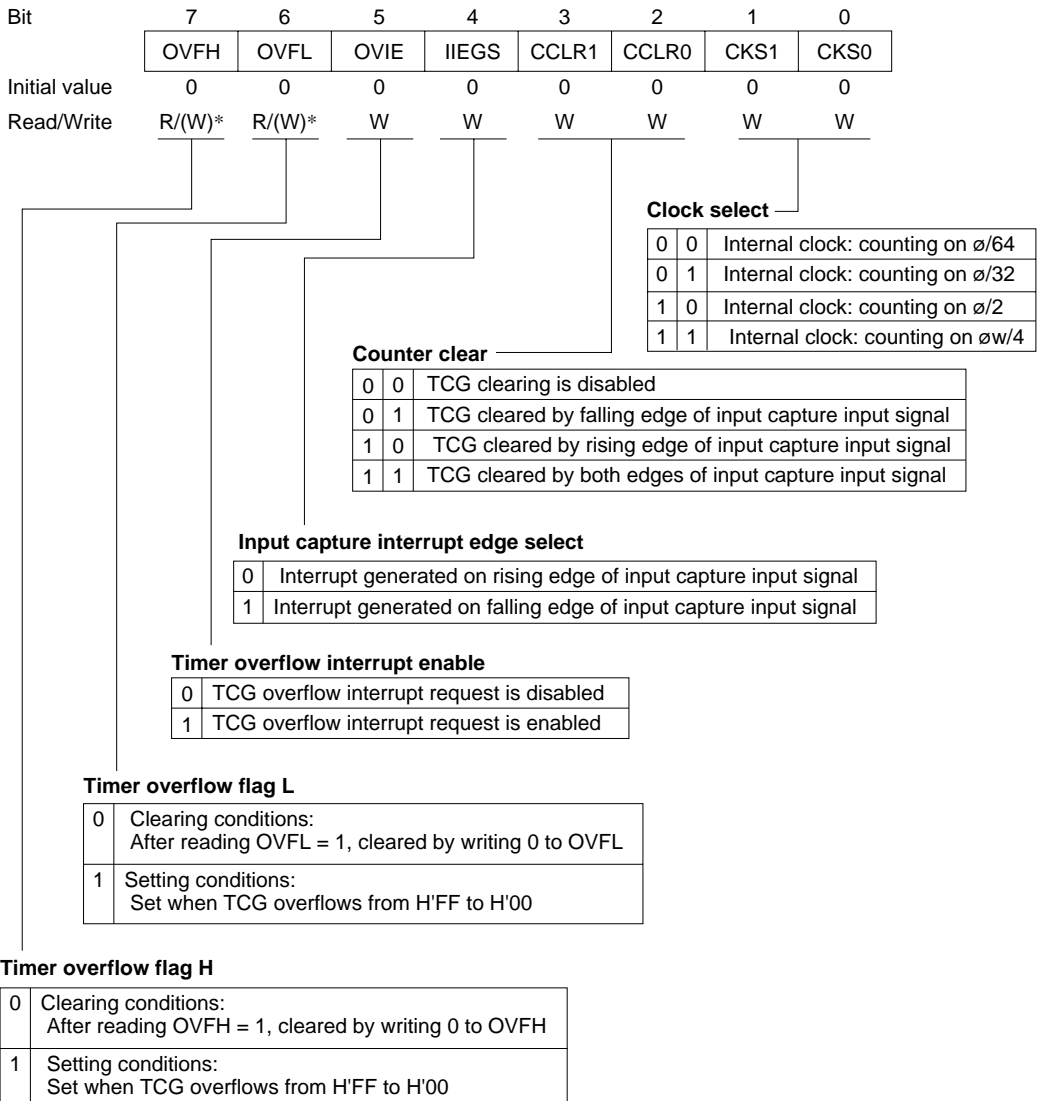 Bit 7 6 5 4 3 2 1 0
OVFH OVFL OVIE IIEGS CCLR1 CCLR0 CKS1 CKS0
Initial value 0 0 0 0 0 0 0 0
Read/Write R/(W)* R/(W)* W W W W W W
Clock select
0 0 Internal clock: counting on ø/64
0 1 Internal clock: counting on ø/32
1 0 Internal clock: counting on ø/2
1 1 Internal clock: counting on øw/4
Counter clear
0 0 TCG clearing is disabled
0 1 TCG cleared by falling edge of input capture input signal
1 0 TCG cleared by rising edge of input capture input signal
1 1 TCG cleared by both edges of input capture input signal
Input capture interrupt edge select
0 Interrupt generated on rising edge of input capture input signal
1 Interrupt generated on falling edge of input capture input signal
Timer overflow interrupt enable
0 TCG overflow interrupt request is disabled
1 TCG overflow interrupt request is enabled
Timer overflow flag L
0 Clearing conditions:
After reading OVFL = 1, cleared by writing 0 to OVFL
1 Setting conditions:
Set when TCG overflows from H'FF to H'00
Timer overflow flag H
0 Clearing conditions:
After reading OVFH = 1, cleared by writing 0 to OVFH
1 Setting conditions:
Set when TCG overflows from H'FF to H'00